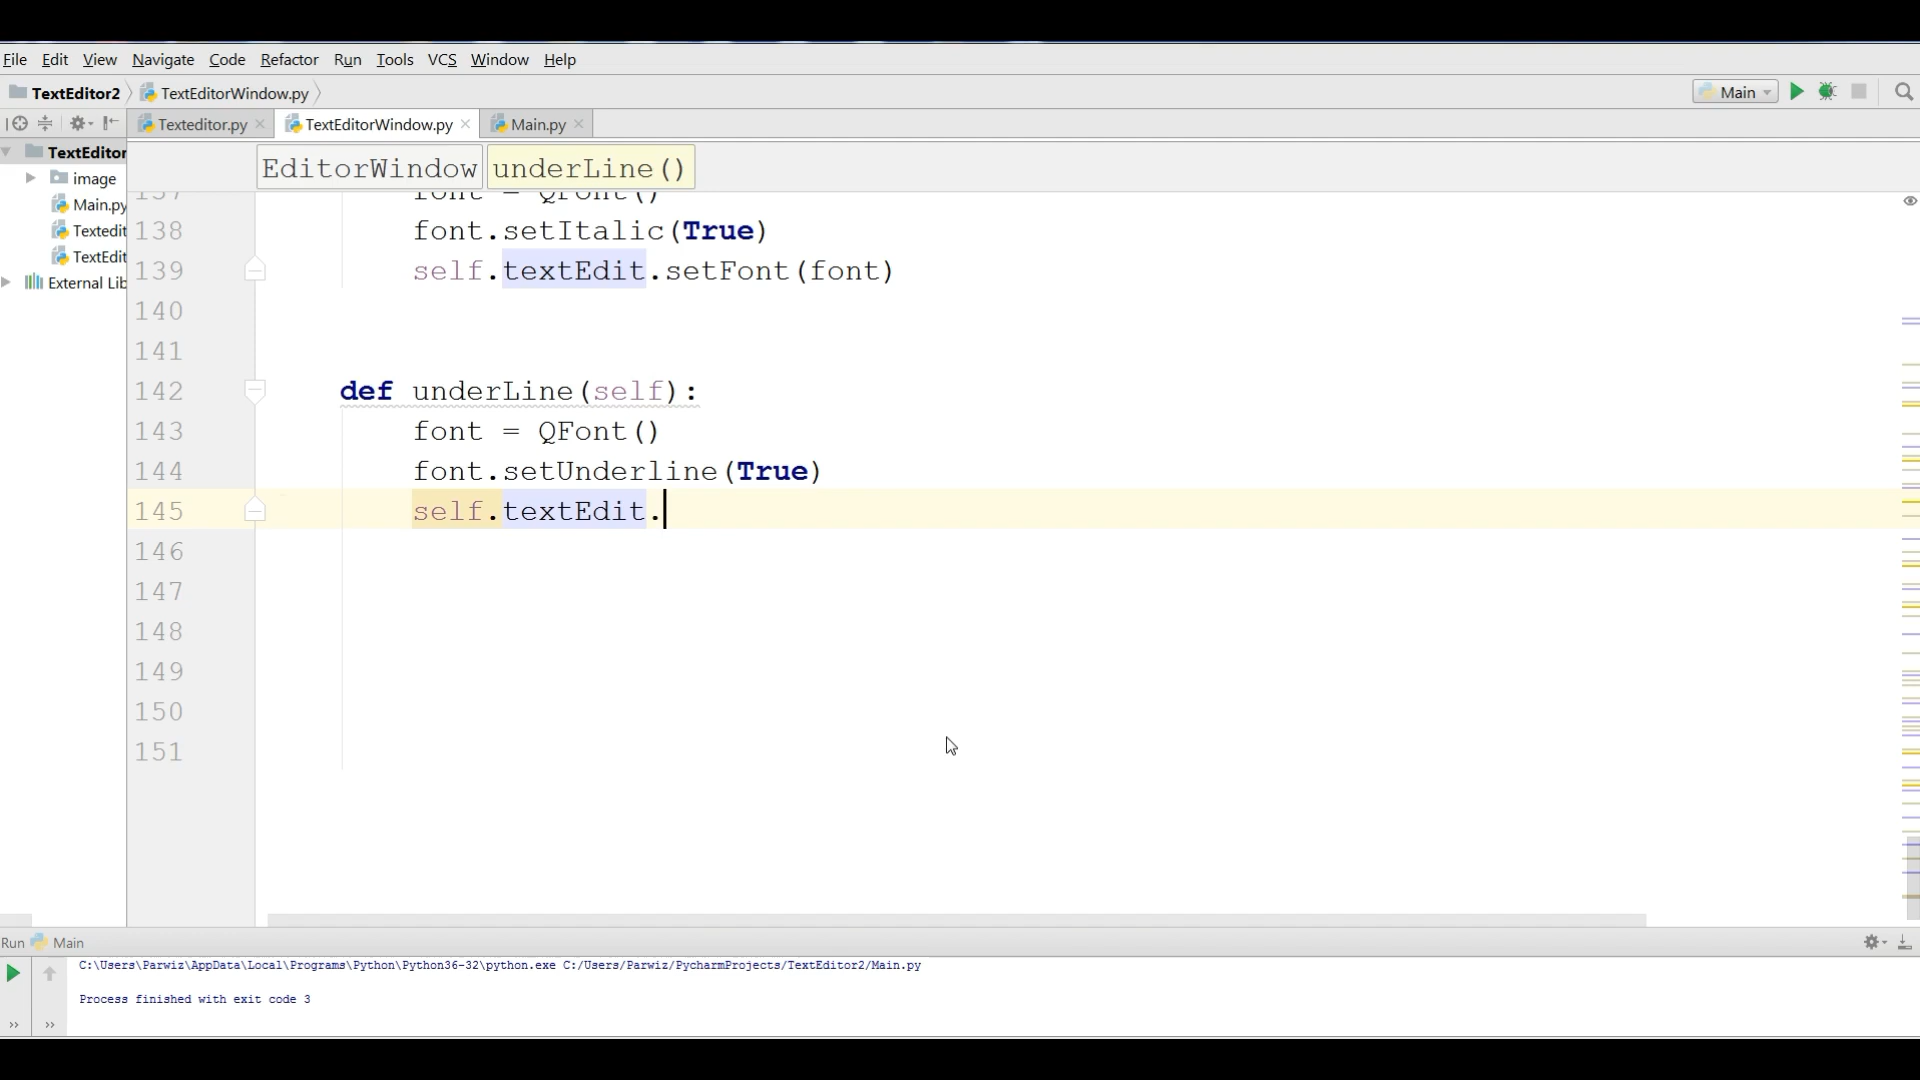 File Edit View Navigate Code Refactor Run Tools VCS Window Help
TextEditor2 TextEditorWindow.py Main
Texteditor.py TextEditorWindow.py Main.py
TextEditor
image
Main.py
Textedit
TextEdit
External Lib
EditorWindow underLine()
137 font = QFont()
138 font.setItalic(True)
139 self.textEdit.setFont(font)
140
141
142 def underLine(self):
143 font = QFont()
144 font.setUnderline(True)
145 self.textEdit.
146
147
148
149
150
151
Run Main
C:\Users\Parwiz\AppData\Local\Programs\Python\Python36-32\python.exe C:/Users/Parwiz/PycharmProjects/TextEditor2/Main.py
Process finished with exit code 3